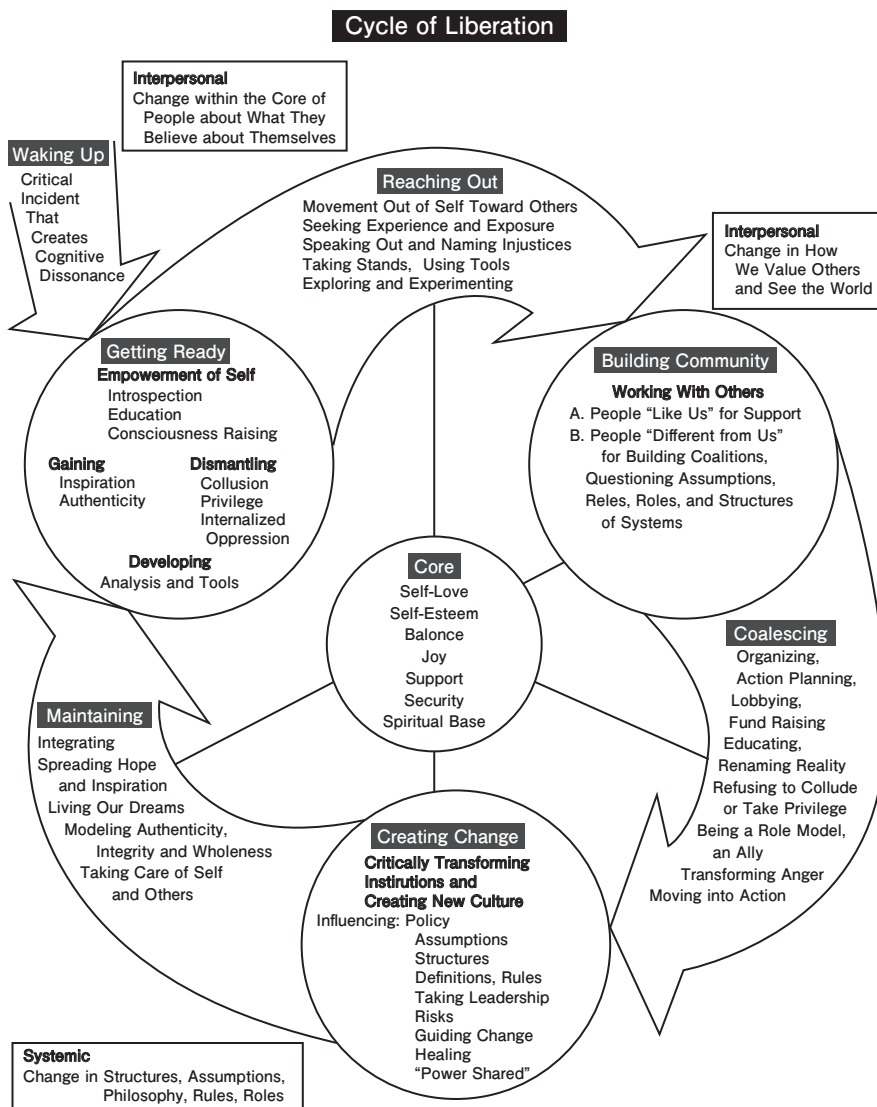 Cycle of Liberation
Interpersonal
Change within the Core of
People about What They
Believe about Themselves
Waking Up
Critical
Incident
That
Creates
Cognitive
Dissonance
Reaching Out
Movement Out of Self Toward Others
Seeking Experience and Exposure
Speaking Out and Naming Injustices
Taking Stands, Using Tools
Exploring and Experimenting
Interpersonal
Change in How
We Value Others
and See the World
Getting Ready
Empowerment of Self
Introspection
Education
Consciousness Raising
Gaining
Inspiration
Authenticity
Dismantling
Collusion
Privilege
Internalized
Oppression
Developing
Analysis and Tools
Building Community
Working With Others
A. People “Like Us” for Support
B. People “Different from Us”
for Building Coalitions,
Questioning Assumptions,
Reles, Roles, and Structures
of Systems
Core
Self-Love
Self-Esteem
Balonce
Joy
Support
Security
Spiritual Base
Coalescing
Organizing,
Action Planning,
Lobbying,
Fund Raising
Educating,
Renaming Reality
Refusing to Collude
or Take Privilege
Being a Role Model,
an Ally
Transforming Anger
Moving into Action
Maintaining
Integrating
Spreading Hope
and Inspiration
Living Our Dreams
Modeling Authenticity,
Integrity and Wholeness
Taking Care of Self
and Others
Creating Change
Critically Transforming
Instirutions and
Creating New Culture
Influencing: Policy
Assumptions
Structures
Definitions, Rules
Taking Leadership
Risks
Guiding Change
Healing
“Power Shared”
Systemic
Change in Structures, Assumptions,
Philosophy, Rules, Roles